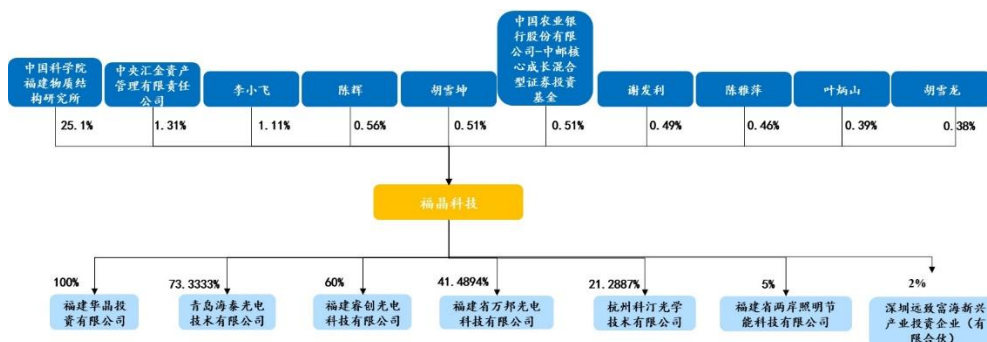 中国科学院
福建物质结
构研究所
中央汇金资产
管理有限责任
公司
李小飞
陈辉
胡雪坤
中国农业银
行股份有限
公司-中邮核
心成长混合
型证券投资
基金
谢发利
陈雅萍
叶炳山
胡雪龙
25.1%
1.31%
1.11%
0.56%
0.51%
0.51%
0.49%
0.46%
0.39%
0.38%
福晶科技
100%
73.3333%
60%
41.4894%
21.2887%
5%
2%
福建华晶投
资有限公司
青岛海泰光电
技术有限公司
福建睿创光电
科技有限公司
福建省万邦光电
科技有限公司
杭州科汀光学
技术有限公司
福建省两岸照明节
能科技有限公司
深圳远致富海新兴
产业投资企业（有
限合伙）